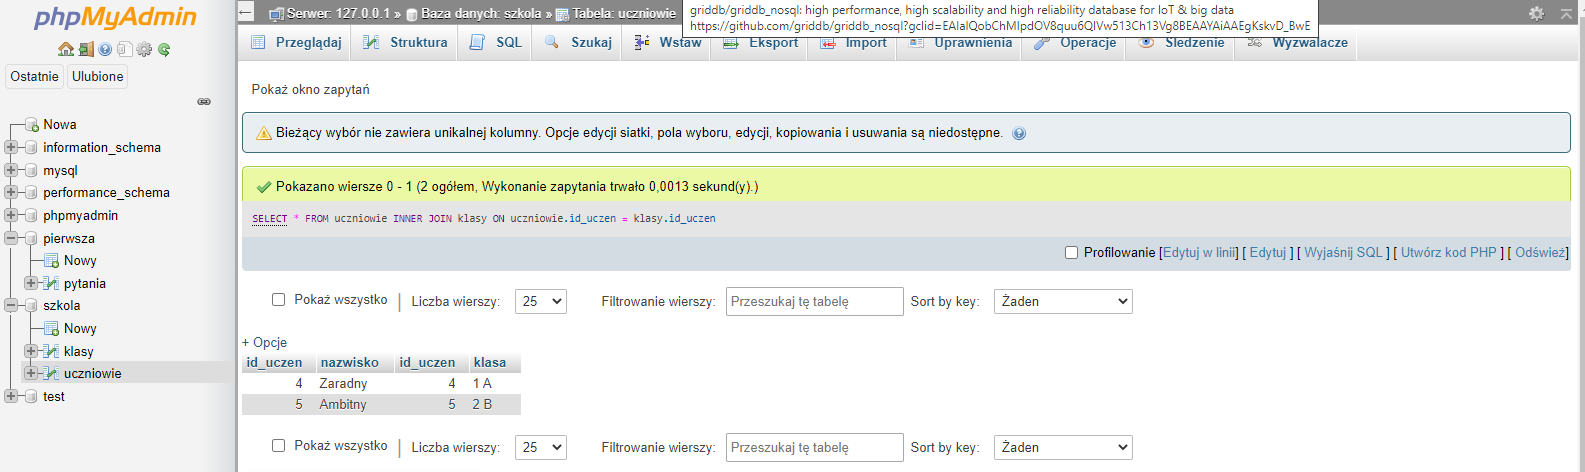 phpMyAdmin
Ostatnie Ulubione
Nowa
information_schema
mysql
performance_schema
phpmyadmin
pierwsza
Nowy
pytania
szkola
Nowy
klasy
uczniowie
test
Serwer: 127.0.0.1 » Baza danych: szkola » Tabela: uczniowie
griddb/griddb_nosql: high performance, high scalability and high reliability database for IoT & big data
https://github.com/griddb/griddb_nosql?gclid=EAIaIQobChMIpdOV8quu6QIVw513Ch13Vg8BEAAYAiAAEgKskvD_BwE
Przeglądaj Struktura SQL Szukaj Wstaw Eksport Import Uprawnienia Operacje Śledzenie Wyzwalacze
Pokaż okno zapytań
Bieżący wybór nie zawiera unikalnej kolumny. Opcje edycji siatki, pola wyboru, edycji, kopiowania i usuwania są niedostępne.
Pokazano wiersze 0 - 1 (2 ogółem, Wykonanie zapytania trwało 0,0013 sekund(y).)
SELECT * FROM uczniowie INNER JOIN klasy ON uczniowie.id_uczen = klasy.id_uczen
Profilowanie [Edytuj w linii] [ Edytuj ] [ Wyjaśnij SQL ] [ Utwórz kod PHP ] [ Odśwież]
Pokaż wszystko | Liczba wierszy: 25 Filtrowanie wierszy: Przeszukaj tę tabelę Sort by key: Żaden
+ Opcje
id_uczen nazwisko id_uczen klasa
4 Zaradny 4 1 A
5 Ambitny 5 2 B
Pokaż wszystko | Liczba wierszy: 25 Filtrowanie wierszy: Przeszukaj tę tabelę Sort by key: Żaden